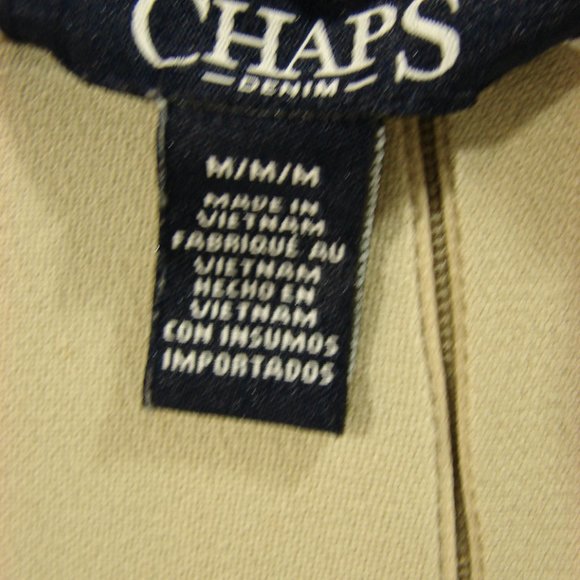 CHAPS
DENIM
M/M/M
MADE IN
VIETNAM
FABRIQUÉ AU
VIETNAM
HECHO EN
VIETNAM
CON INSUMOS
IMPORTADOS